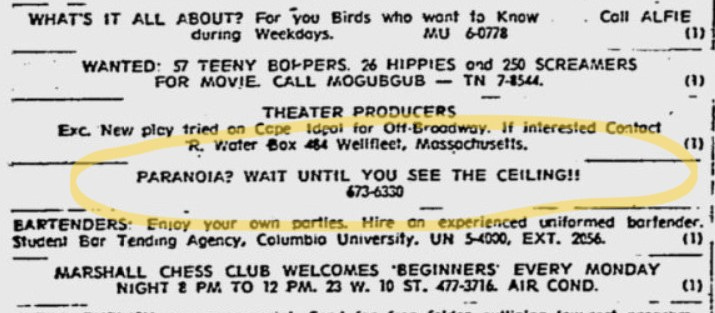 WHAT'S IT ALL ABOUT? For you Birds who want to Know Call ALFIE
during Weekdays. MU 6-0778 (1)
WANTED: 57 TEENY BOPPERS. 26 HIPPIES and 250 SCREAMERS
FOR MOVIE. CALL MOGUBGUB — TN 7-8544. (1)
THEATER PRODUCERS
Exc. New play tried on Cape Ideal for Off-Broadway. If interested Contact
R. Water Box 484 Wellfleet, Massachusetts. (1)
PARANOIA? WAIT UNTIL YOU SEE THE CEILING!!
673-6330
BARTENDERS: Enjoy your own parties. Hire an experienced uniformed bartender.
Student Bar Tending Agency, Columbia University. UN 5-4000, EXT. 2056. (1)
MARSHALL CHESS CLUB WELCOMES 'BEGINNERS' EVERY MONDAY
NIGHT 8 PM TO 12 PM. 23 W. 10 ST. 477-3716. AIR COND. (1)